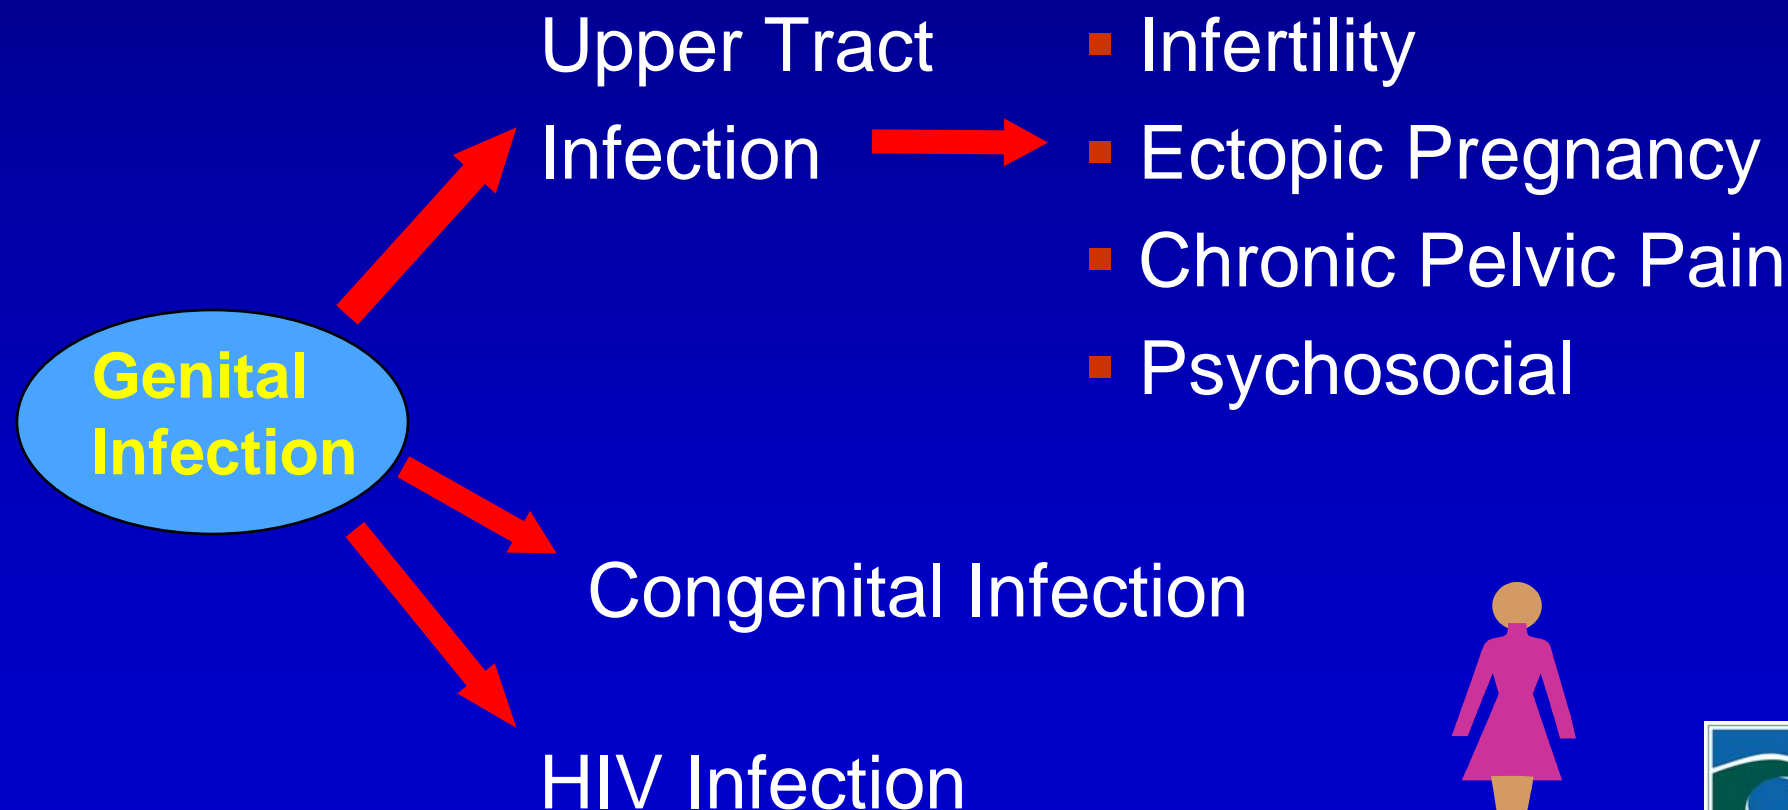 Upper Tract
Infection
Infertility
Ectopic Pregnancy
Chronic Pelvic Pain
Psychosocial
Genital
Infection
Congenital Infection
HIV Infection